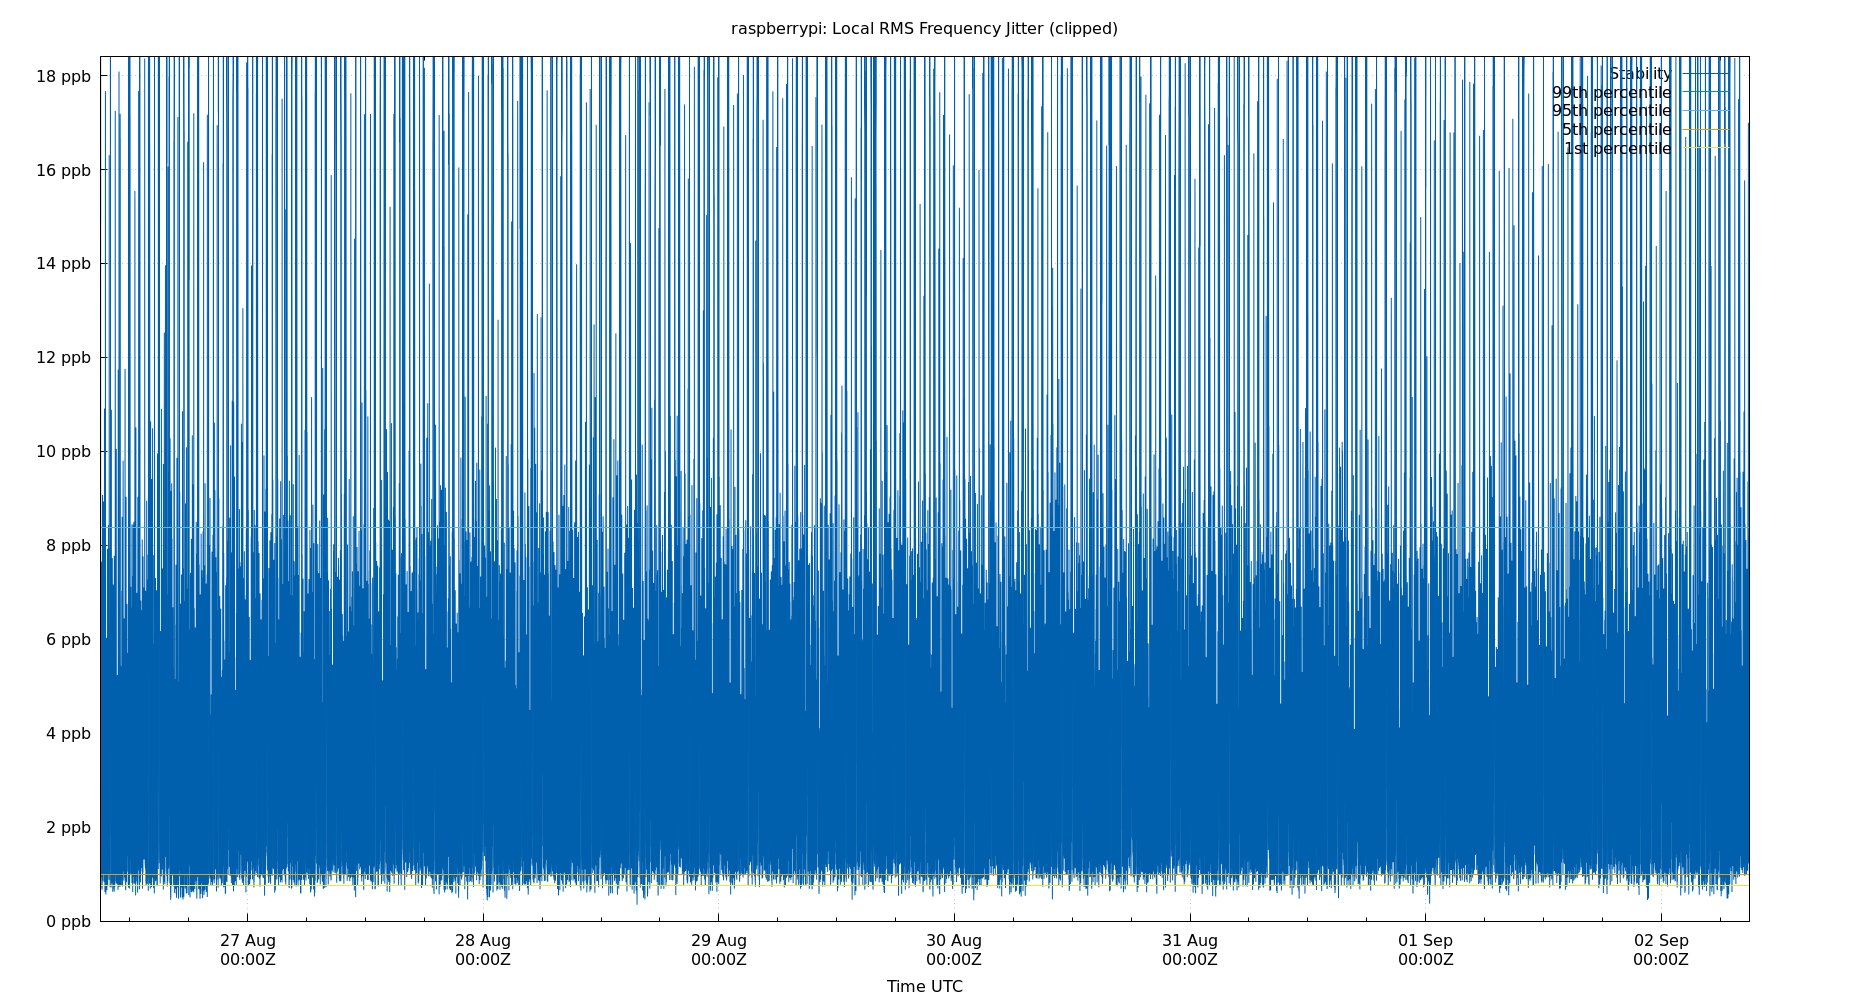 raspberrypi: Local RMS Frequency Jitter (clipped)
18 ppb
16 ppb
14 ppb
12 ppb
10 ppb
8 ppb
6 ppb
4 ppb
2 ppb
0 ppb
Stability
99th percentile
95th percentile
5th percentile
1st percentile
27 Aug
00:00Z
28 Aug
00:00Z
29 Aug
00:00Z
30 Aug
00:00Z
31 Aug
00:00Z
01 Sep
00:00Z
02 Sep
00:00Z
Time UTC